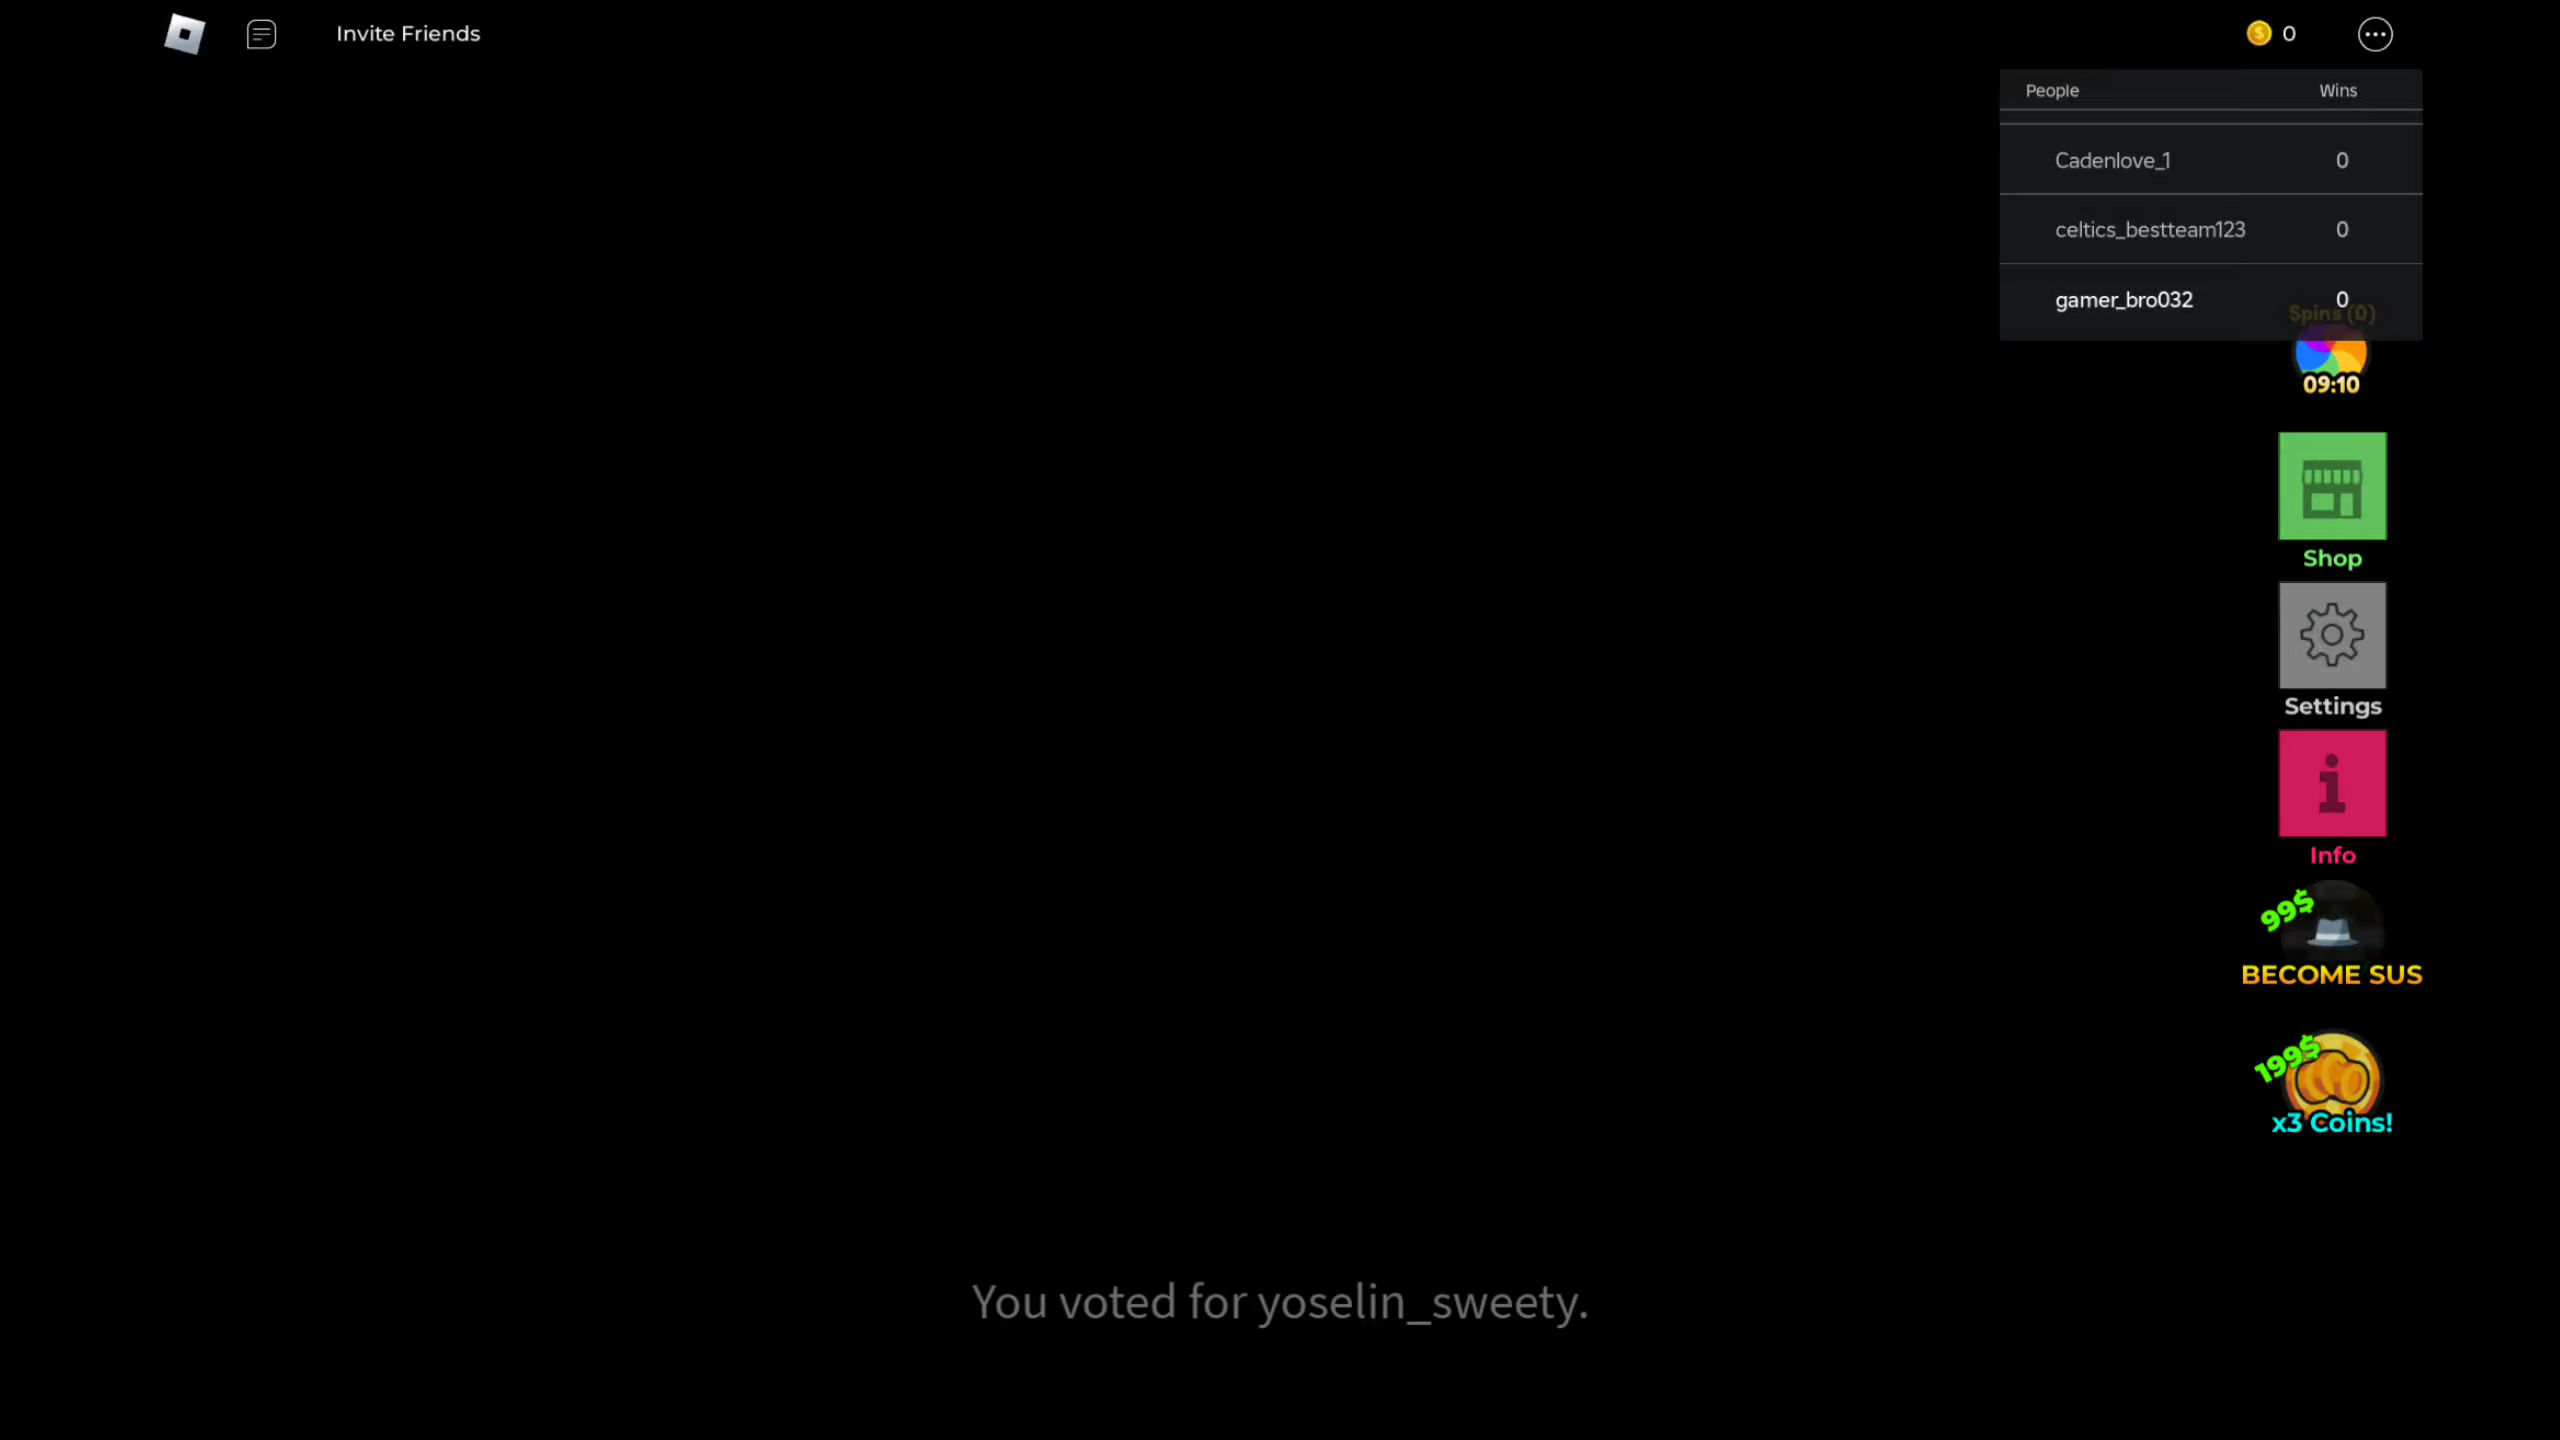 Invite Friends
0
People Wins
Cadenlove_1 0
celtics_bestteam123 0
gamer_bro032 0
Spins (0)
09:10
Shop
Settings
i
Info
99$
BECOME SUS
199$
x3 Coins!
You voted for yoselin_sweety.